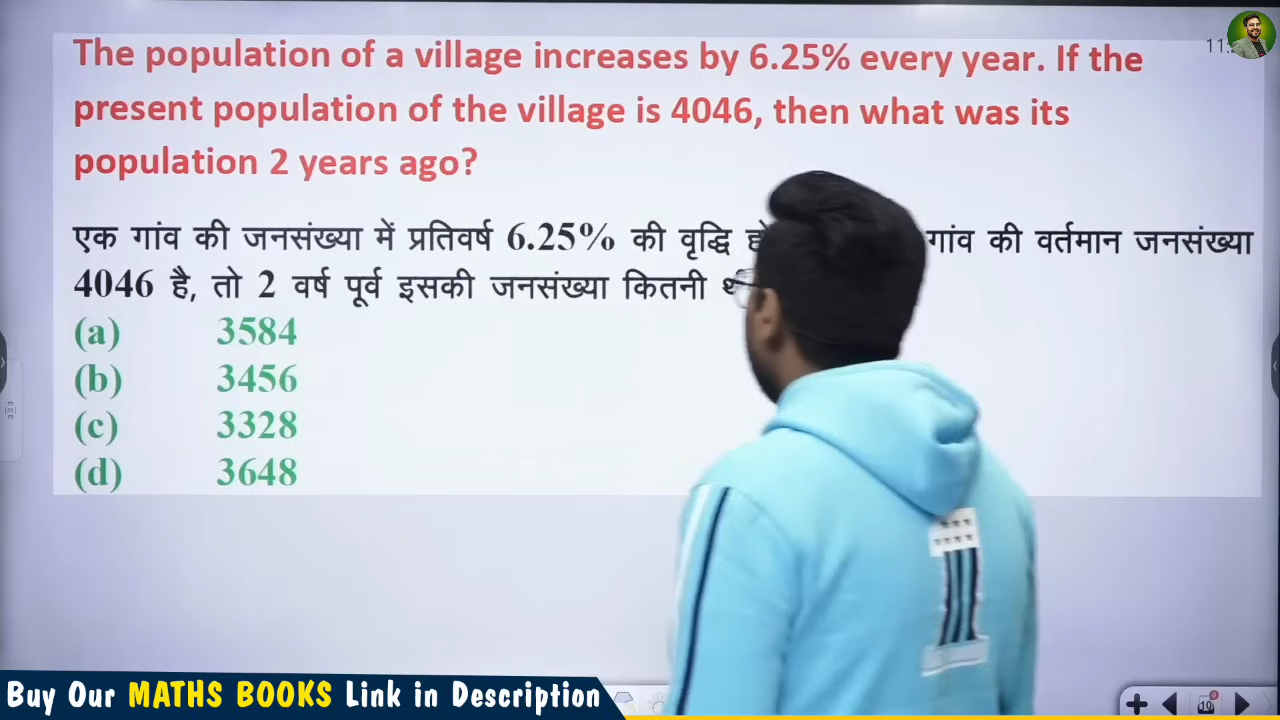 The population of a village increases by 6.25% every year. If the
present population of the village is 4046, then what was its
population 2 years ago?
एक गांव की जनसंख्या में प्रतिवर्ष 6.25% की वृद्धि गांव की वर्तमान जनसंख्या
4046 है, तो 2 वर्ष पूर्व इसकी जनसंख्या कितनी
(a) 3584
(b) 3456
(c) 3328
(d) 3648
Buy Our MATHS BOOKS Link in Description
10